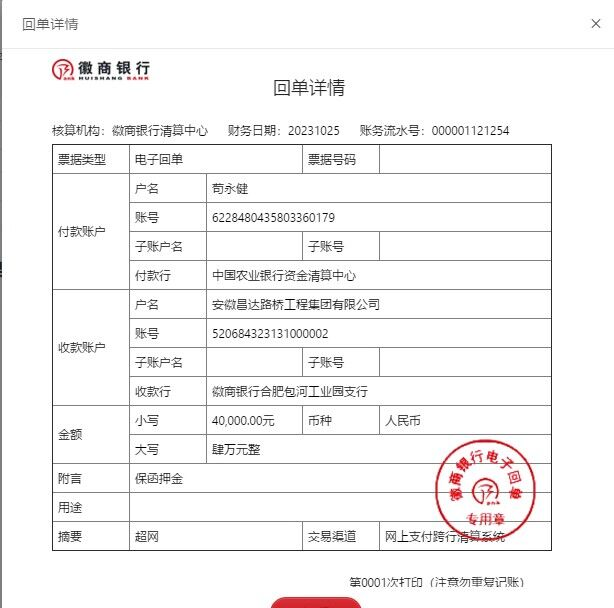 回单详情
徽商银行
HUISHANG BANK
回单详情
核算机构：徽商银行清算中心 财务日期：20231025 账务流水号：000001121254
票据类型 电子回单 票据号码
付款账户
户名 苟永健
账号 6228480435803360179
子账户名 子账号
付款行 中国农业银行资金清算中心
收款账户
户名 安徽昌达路桥工程集团有限公司
账号 520684323131000002
子账户名 子账号
收款行 徽商银行合肥包河工业园支行
金额
小写 40,000.00元 币种 人民币
大写 肆万元整
附言 保函押金
用途
摘要 超网 交易渠道 网上支付跨行清算系统
徽商银行电子回单
专用章
第0001次打印（注意勿重复记账）